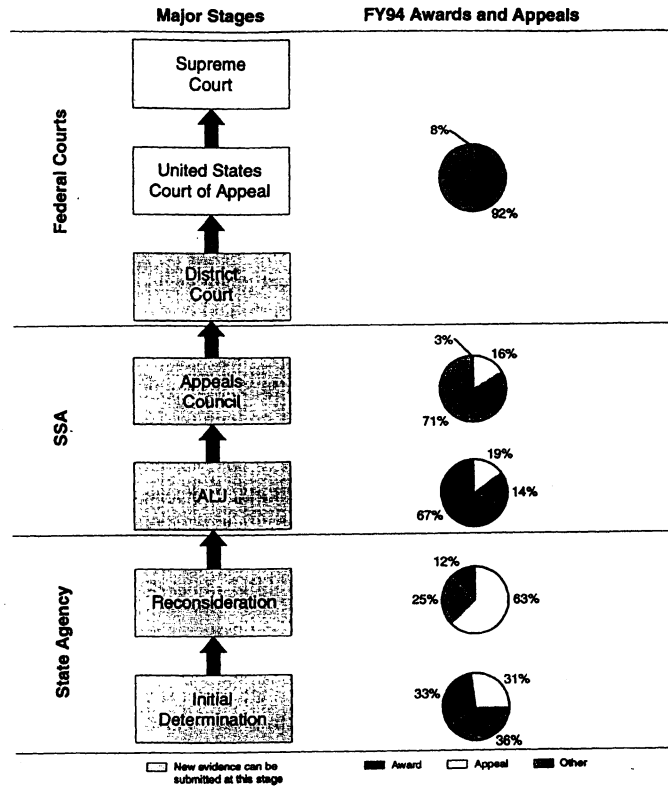 Major Stages
FY94 Awards and Appeals
Federal Courts
Supreme
Court
8%
United States
Court of Appeal
92%
District
Court
SSA
3%
16%
Appeals
Council
71%
19%
ALJ
14%
67%
State Agency
12%
Reconsideration
25%
63%
31%
33%
Initial
Determination
36%
New evidence can be
submitted at this stage
Award
Appeal
Other